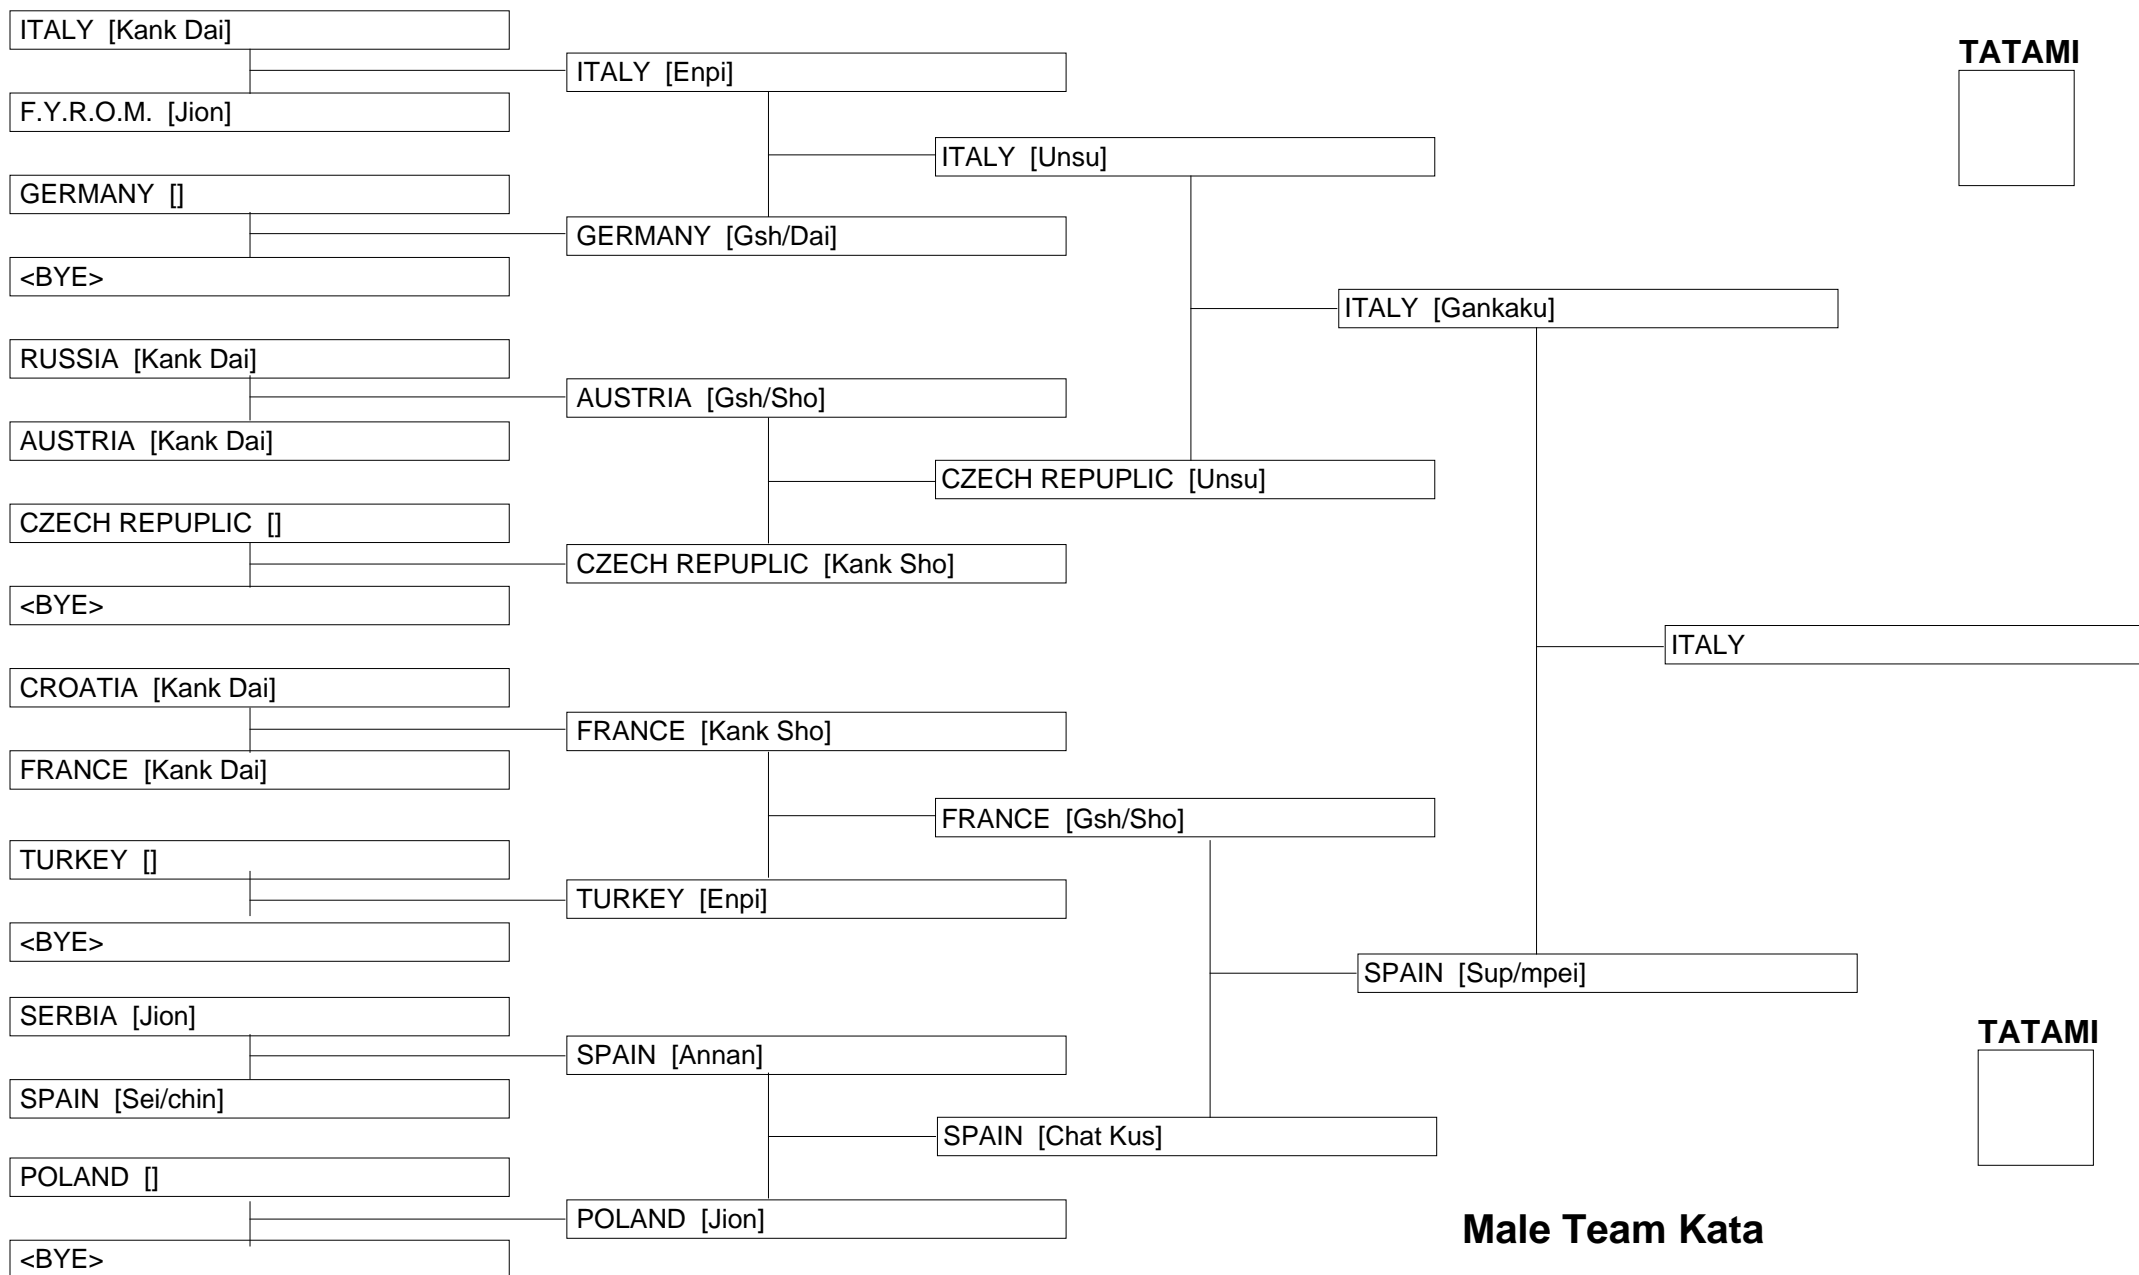 ITALY [Kank Dai]
TATAMI
ITALY [Enpi]
F.Y.R.O.M. [Jion]
ITALY [Unsu]
GERMANY []
GERMANY [Gsh/Dai]
<BYE>
ITALY [Gankaku]
RUSSIA [Kank Dai]
AUSTRIA [Gsh/Sho]
AUSTRIA [Kank Dai]
CZECH REPUPLIC [Unsu]
CZECH REPUPLIC []
CZECH REPUPLIC [Kank Sho]
<BYE>
ITALY
CROATIA [Kank Dai]
FRANCE [Kank Sho]
FRANCE [Kank Dai]
FRANCE [Gsh/Sho]
TURKEY []
TURKEY [Enpi]
<BYE>
SPAIN [Sup/mpei]
SERBIA [Jion]
TATAMI
SPAIN [Annan]
SPAIN [Sei/chin]
SPAIN [Chat Kus]
POLAND []
POLAND [Jion]
Male Team Kata
<BYE>